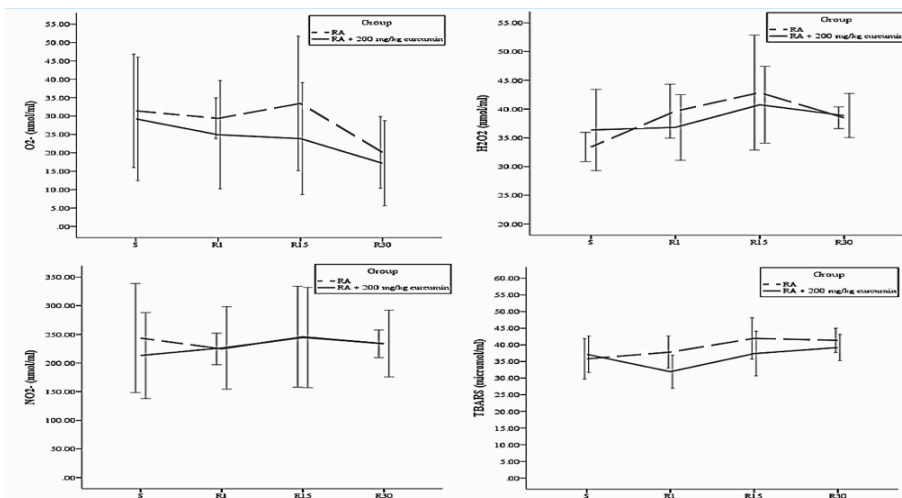 55.00
50.00
45.00
40.00
35.00
30.00
25.00
20.00
15.00
10.00
5.00
.00
O2- (nmol/ml)
Group
RA
RA + 200 mg/kg curcumin
S R1 R15 R30
55.00
50.00
45.00
40.00
35.00
30.00
25.00
20.00
H2O2 (nmol/ml)
Group
RA
RA + 200 mg/kg curcumin
S R1 R15 R30
350.00
300.00
250.00
200.00
150.00
100.00
50.00
.00
NO2- (nmol/ml)
Group
RA
RA + 200 mg/kg curcumin
S R1 R15 R30
60.00
55.00
50.00
45.00
40.00
35.00
30.00
25.00
20.00
15.00
10.00
5.00
.00
TBARS (micromol/ml)
Group
RA
RA + 200 mg/kg curcumin
S R1 R15 R30